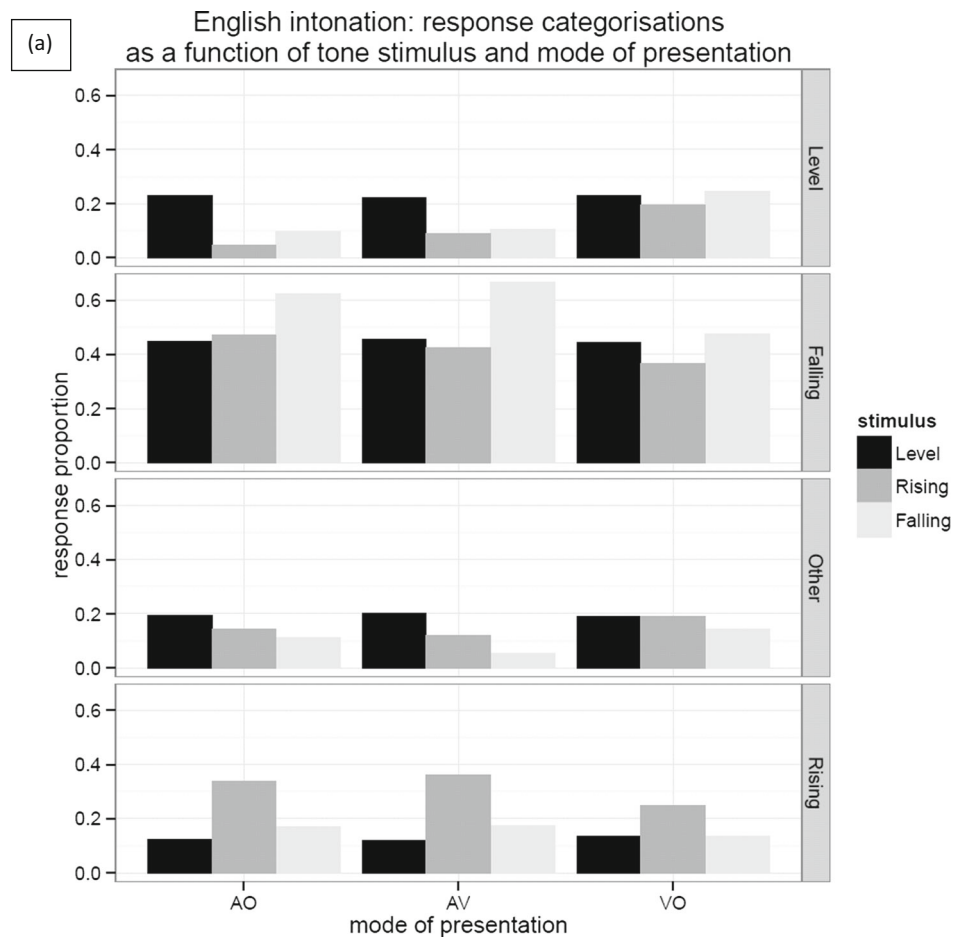 (a)
English intonation: response categorisations
as a function of tone stimulus and mode of presentation
response proportion
0.6
0.4
0.2
0.0
Level
0.6
0.4
0.2
0.0
Falling
0.6
0.4
0.2
0.0
Other
0.6
0.4
0.2
0.0
Rising
AO AV VO
mode of presentation
stimulus
Level
Rising
Falling